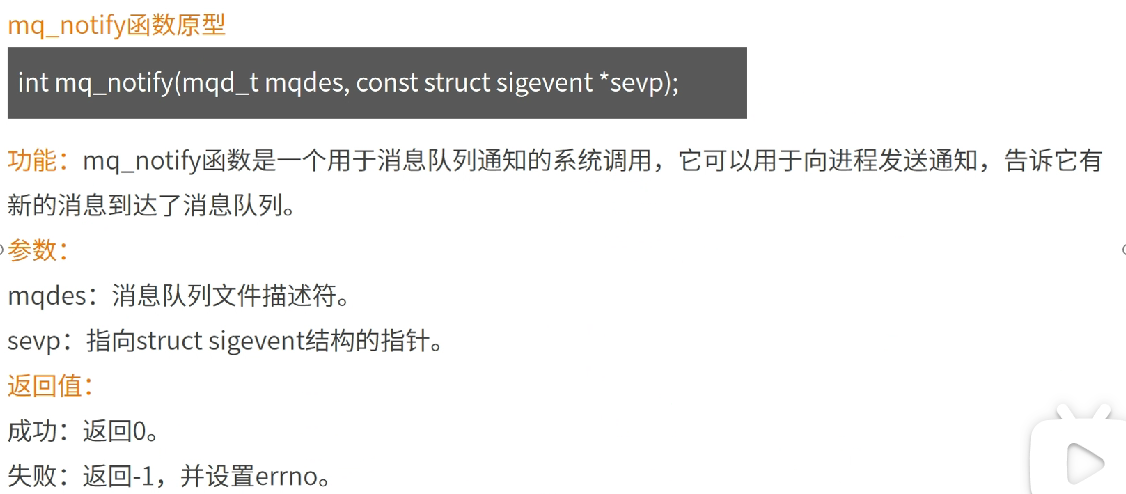 mq_notify函数原型
int mq_notify(mqd_t mqdes, const struct sigevent *sevp);
功能：mq_notify函数是一个用于消息队列通知的系统调用，它可以用于向进程发送通知，告诉它有
新的消息到达了消息队列。
参数：
mqdes：消息队列文件描述符。
sevp：指向struct sigevent结构的指针。
返回值：
成功：返回0。
失败：返回-1，并设置errno。